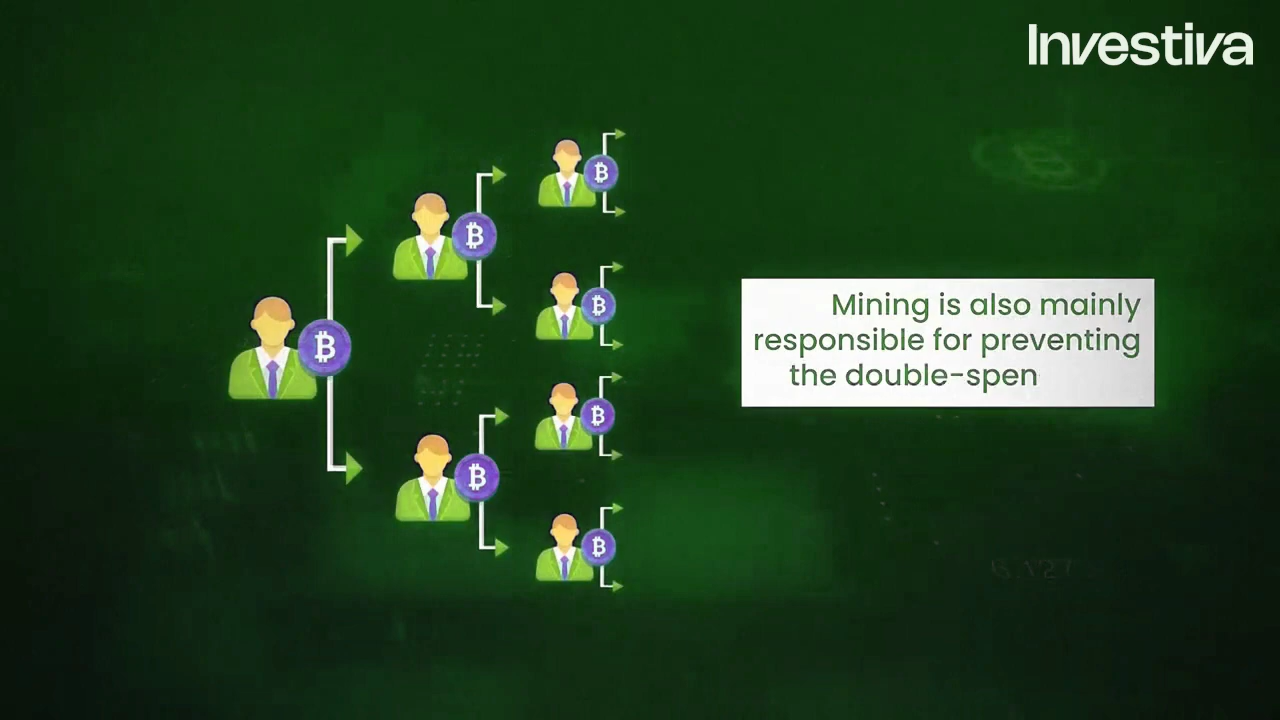 Investiva
Mining is also mainly
responsible for preventing
the double-spen